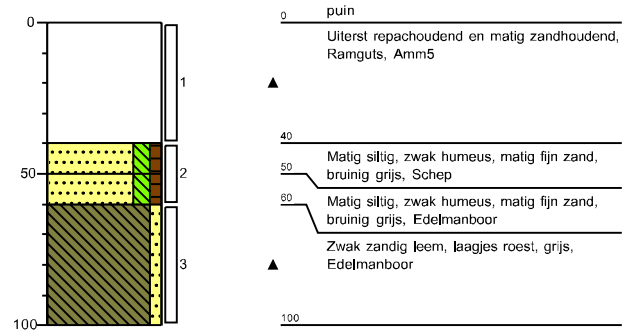 0
50
100
1
2
3
0 puin
Uiterst repachoudend en matig zandhoudend,
Ramguts, Amm5
40
Matig siltig, zwak humeus, matig fijn zand,
50
bruinig grijs, Schep
60
Matig siltig, zwak humeus, matig fijn zand,
bruinig grijs, Edelmanboor
Zwak zandig leem, laagjes roest, grijs,
Edelmanboor
100